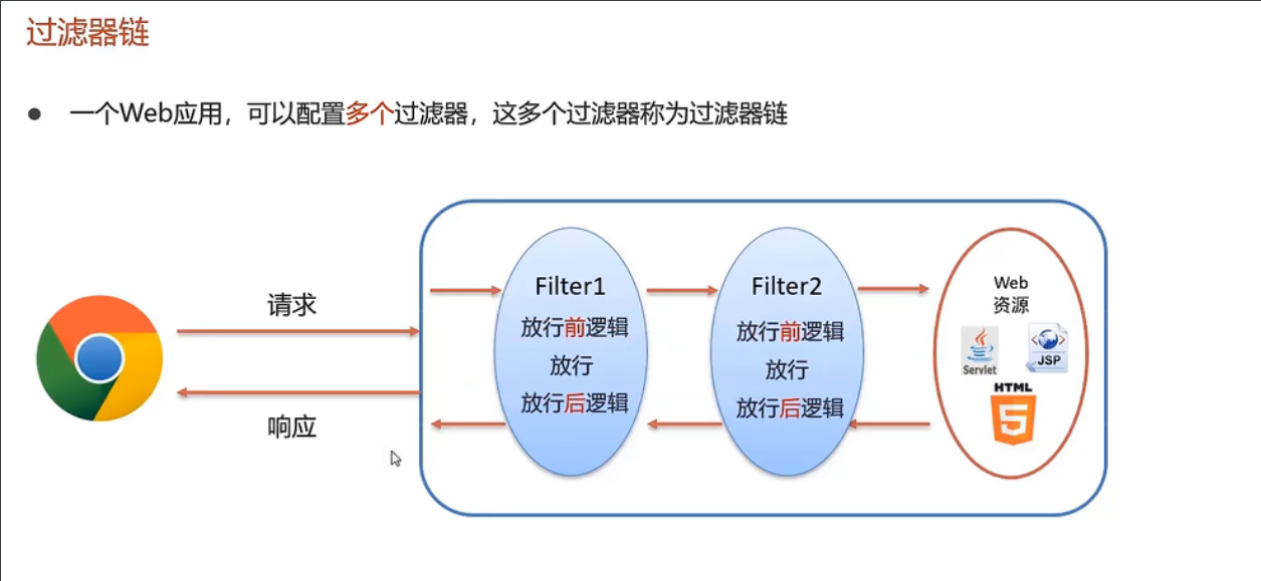 过滤器链
● 一个Web应用，可以配置多个过滤器，这多个过滤器称为过滤器链
请求
响应
Filter1
放行前逻辑
放行
放行后逻辑
Filter2
放行前逻辑
放行
放行后逻辑
Web
资源
Servlet
JSP
HTML
5